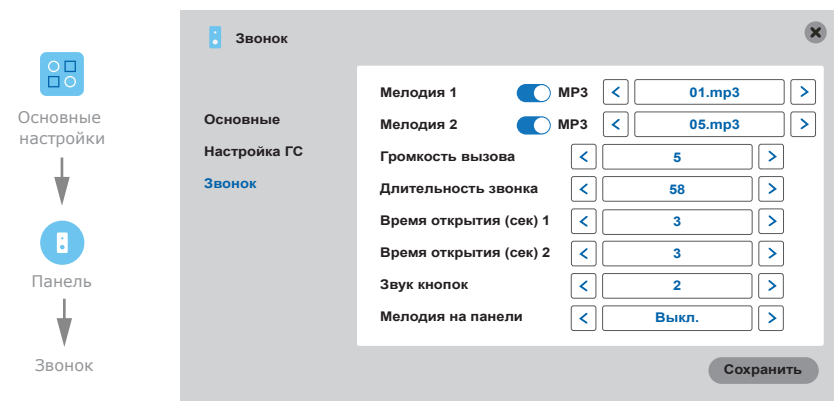 Основные
настройки
Панель
Звонок
Звонок
Основные
Настройка ГС
Звонок
Мелодия 1 MP3 < 01.mp3 >
Мелодия 2 MP3 < 05.mp3 >
Громкость вызова < 5 >
Длительность звонка < 58 >
Время открытия (сек) 1 < 3 >
Время открытия (сек) 2 < 3 >
Звук кнопок < 2 >
Мелодия на панели < Выкл. >
Сохранить